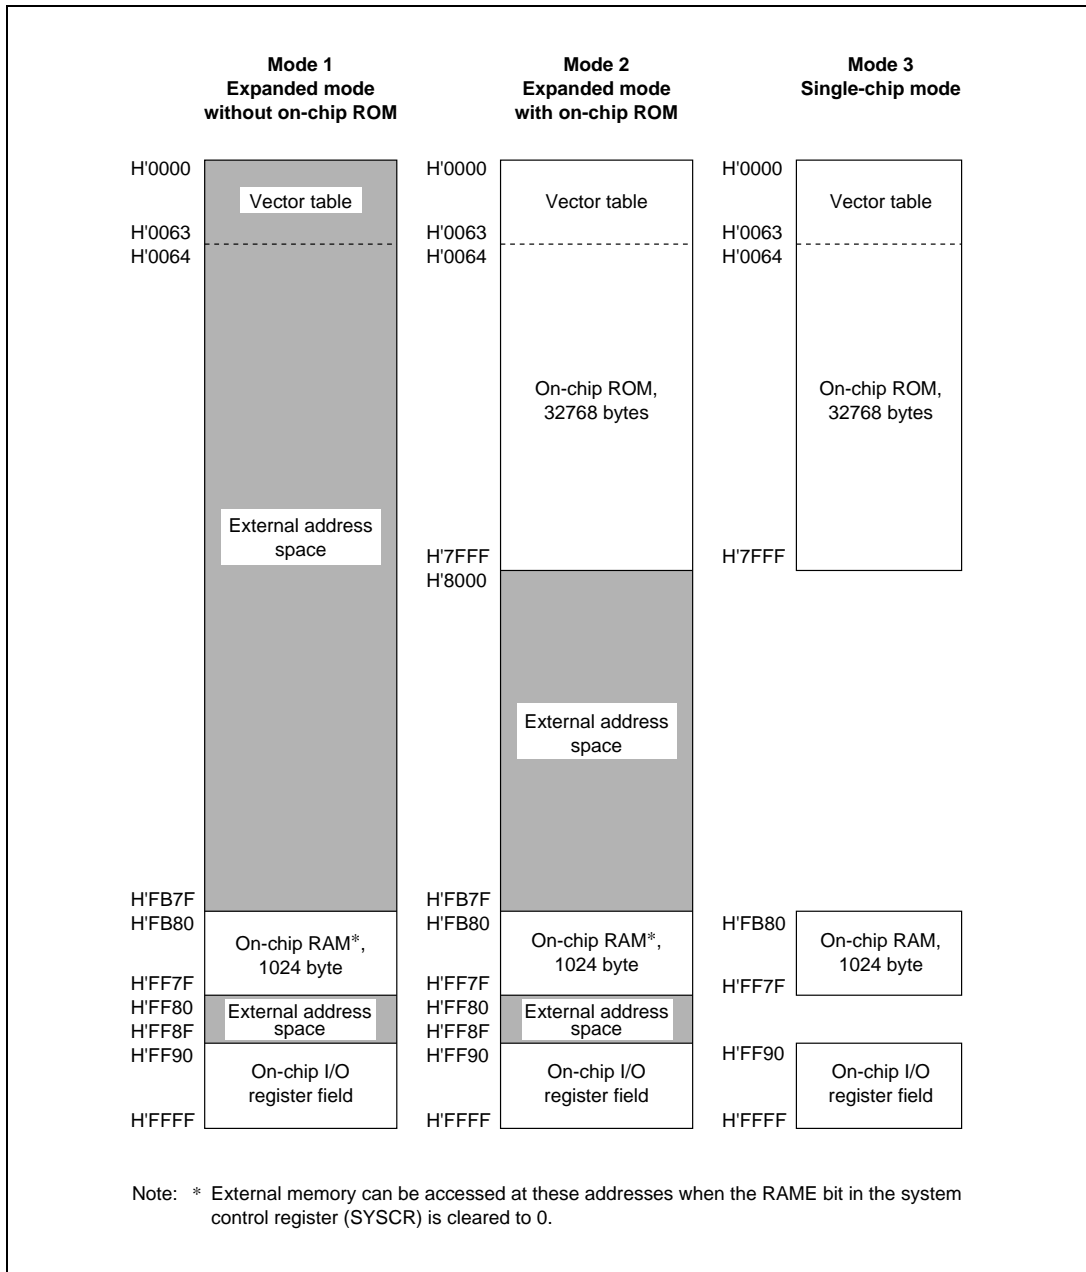 Mode 1
Expanded mode
without on-chip ROM
H'0000
Vector table
H'0063
H'0064
External address
space
H'FB7F
H'FB80
On-chip RAM*,
1024 byte
H'FF7F
H'FF80
External address
space
H'FF8F
H'FF90
On-chip I/O
register field
H'FFFF
Mode 2
Expanded mode
with on-chip ROM
H'0000
Vector table
H'0063
H'0064
On-chip ROM,
32768 bytes
H'7FFF
H'8000
External address
space
H'FB7F
H'FB80
On-chip RAM*,
1024 byte
H'FF7F
H'FF80
External address
space
H'FF8F
H'FF90
On-chip I/O
register field
H'FFFF
Mode 3
Single-chip mode
H'0000
Vector table
H'0063
H'0064
On-chip ROM,
32768 bytes
H'7FFF
H'FB80
On-chip RAM,
1024 byte
H'FF7F
H'FF90
On-chip I/O
register field
H'FFFF
Note: * External memory can be accessed at these addresses when the RAME bit in the system
control register (SYSCR) is cleared to 0.